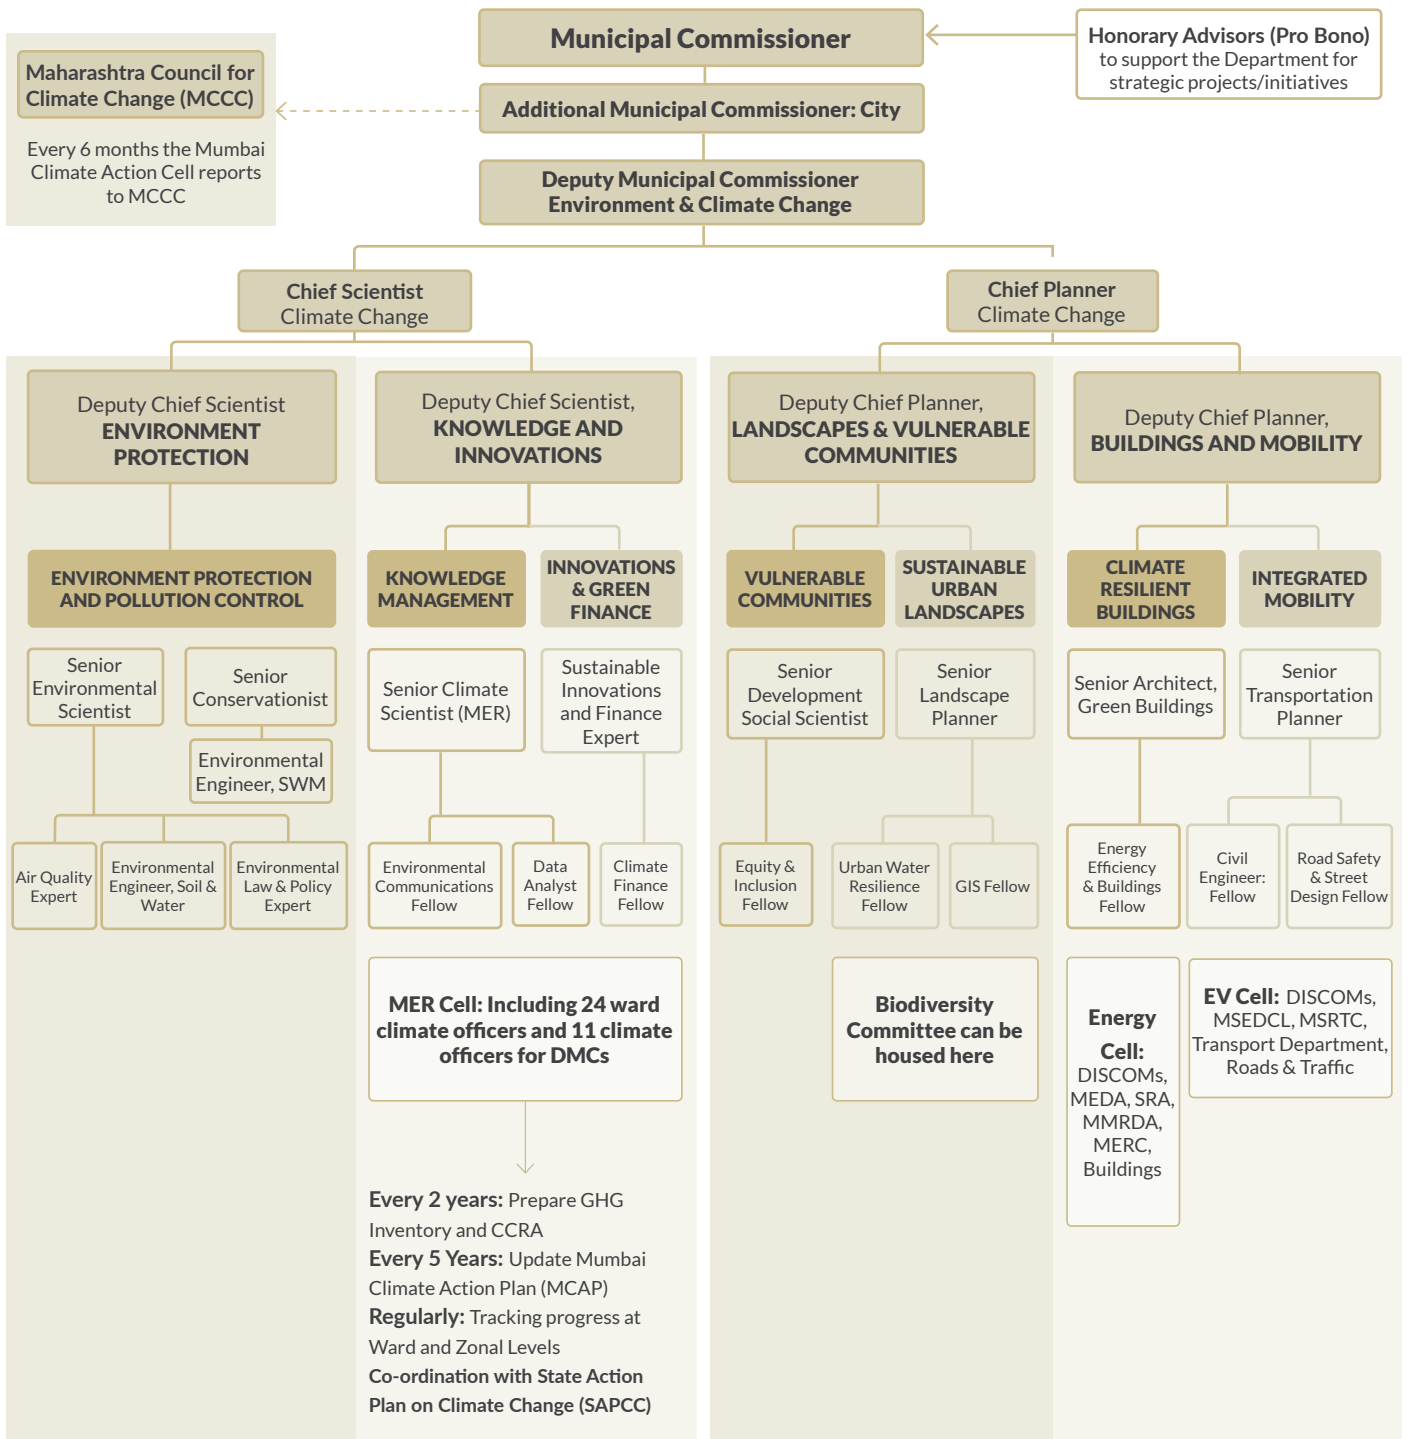 Municipal Commissioner
Honorary Advisors (Pro Bono)
to support the Department for
strategic projects/initiatives
Maharashtra Council for
Climate Change (MCCC)
Every 6 months the Mumbai
Climate Action Cell reports
to MCCC
Additional Municipal Commissioner: City
Deputy Municipal Commissioner
Environment & Climate Change
Chief Scientist
Climate Change
Chief Planner
Climate Change
Deputy Chief Scientist
ENVIRONMENT
PROTECTION
Deputy Chief Scientist,
KNOWLEDGE AND
INNOVATIONS
Deputy Chief Planner,
LANDSCAPES & VULNERABLE
COMMUNITIES
Deputy Chief Planner,
BUILDINGS AND MOBILITY
ENVIRONMENT PROTECTION
AND POLLUTION CONTROL
KNOWLEDGE
MANAGEMENT
INNOVATIONS
& GREEN
FINANCE
VULNERABLE
COMMUNITIES
SUSTAINABLE
URBAN
LANDSCAPES
CLIMATE
RESILIENT
BUILDINGS
INTEGRATED
MOBILITY
Senior
Environmental
Scientist
Senior
Conservationist
Environmental
Engineer, SWM
Senior Climate
Scientist (MER)
Sustainable
Innovations
and Finance
Expert
Senior
Development
Social Scientist
Senior
Landscape
Planner
Senior Architect,
Green Buildings
Senior
Transportation
Planner
Air Quality
Expert
Environmental
Engineer, Soil &
Water
Environmental
Law & Policy
Expert
Environmental
Communications
Fellow
Data
Analyst
Fellow
Climate
Finance
Fellow
Equity &
Inclusion
Fellow
Urban Water
Resilience
Fellow
GIS Fellow
Energy
Efficiency
& Buildings
Fellow
Civil
Engineer:
Fellow
Road Safety
& Street
Design Fellow
MER Cell: Including 24 ward
climate officers and 11 climate
officers for DMCs
Biodiversity
Committee can be
housed here
Energy
Cell:
DISCOMs,
MEDA, SRA,
MMRDA,
MERC,
Buildings
EV Cell: DISCOMs,
MSEDCL, MSRTC,
Transport Department,
Roads & Traffic
Every 2 years: Prepare GHG
Inventory and CCRA
Every 5 Years: Update Mumbai
Climate Action Plan (MCAP)
Regularly: Tracking progress at
Ward and Zonal Levels
Co-ordination with State Action
Plan on Climate Change (SAPCC)